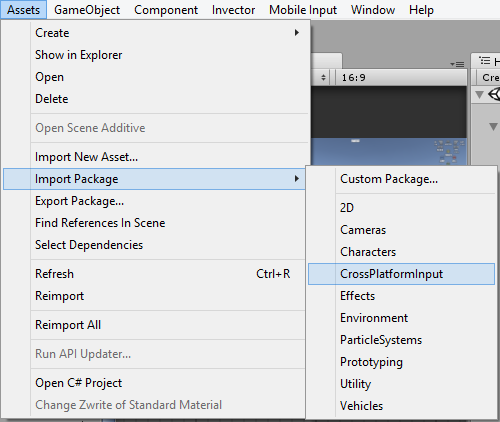 Assets GameObject Component Invector Mobile Input Window Help
Create
Show in Explorer
Open
Delete
16:9
Cre
Open Scene Additive
Import New Asset...
Import Package
Custom Package...
Export Package...
2D
Find References In Scene
Cameras
Select Dependencies
Characters
Refresh Ctrl+R
CrossPlatformInput
Reimport
Effects
Environment
Reimport All
ParticleSystems
Run API Updater...
Prototyping
Open C# Project
Utility
Change Zwrite of Standard Material
Vehicles